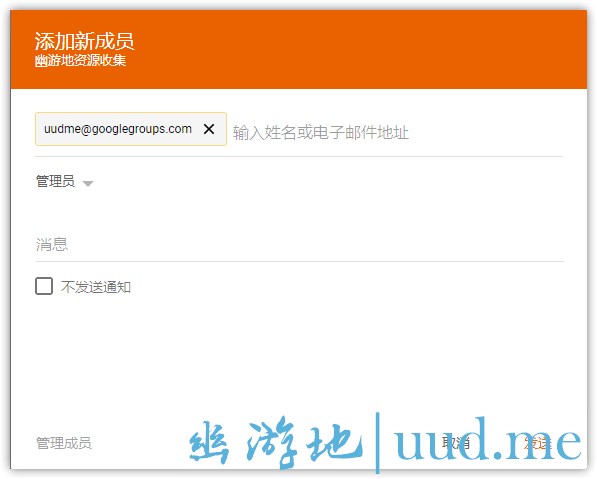 添加新成员
幽游地资源收集
uudme@googlegroups.com ✕ 输入姓名或电子邮件地址
管理员
消息
不发送通知
管理成员 取消 发送
幽游地|uud.me